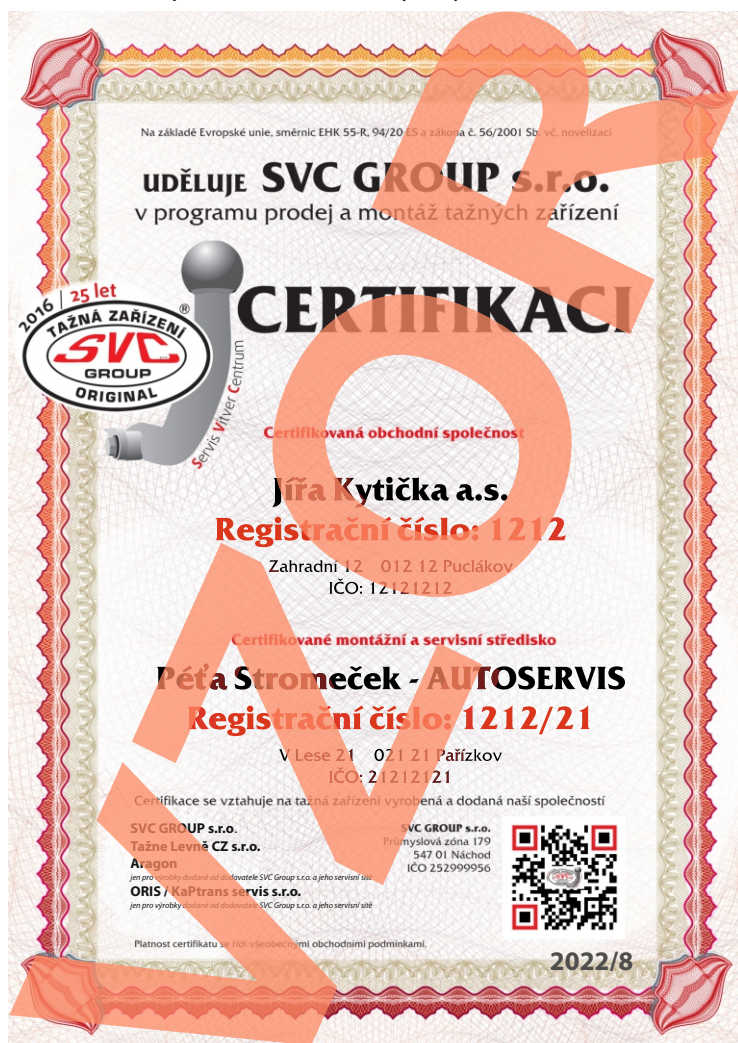 Na základě Evropské unie, směrnic EHK 55-R, 94/20 ES a zákona č. 56/2001 Sb. vč. novelizací
UDĚLUJE SVC GROUP s.r.o.
v programu prodej a montáž tažných zařízení
CERTIFIKACI
2016 | 25 let
TAŽNÁ ZAŘÍZENÍ
®
SVC
GROUP
ORIGINAL
Servis Vitver Centrum
Certifikovaná obchodní společnost
Jířa Kytička a.s.
Registrační číslo: 1212
Zahradní 12 012 12 Puclákov
IČO: 12121212
Certifikované montážní a servisní středisko
Péťa Stromeček - AUTOSERVIS
Registrační číslo: 1212/21
V Lese 21 021 21 Pařízkov
IČO: 21212121
Certifikace se vztahuje na tažná zařízení vyrobená a dodaná naší společností
SVC GROUP s.r.o.
Tažne Levně CZ s.r.o.
Aragon
jen pro výrobky dodané od dodavatele SVC Group s.r.o. a jeho servisní sítě
ORIS / KaPtrans servis s.r.o.
jen pro výrobky dodané od dodavatele SVC Group s.r.o. a jeho servisní sítě
SVC GROUP s.r.o.
Průmyslová zóna 179
547 01 Náchod
IČO 252999956
Platnost certifikatu se řídí všeobecnými obchodními podmínkami.
2022/8
VZOR